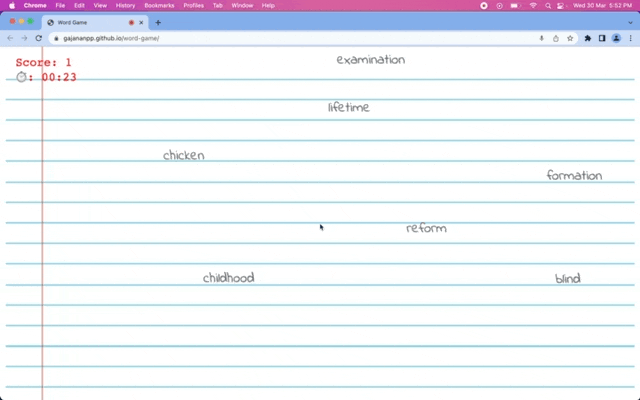 Chrome File Edit View History Bookmarks Profiles Tab Window Help Wed 30 Mar 5:52 PM
Word Game
gajananpp.github.io/word-game/
Score: 1
examination
: 00:23
lifetime
chicken
formation
reform
childhood
blind